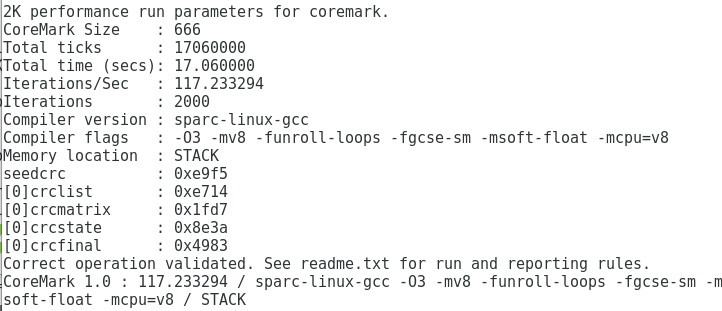 2K performance run parameters for coremark.
CoreMark Size    : 666
Total ticks      : 17060000
Total time (secs): 17.060000
Iterations/Sec   : 117.233294
Iterations       : 2000
Compiler version : sparc-linux-gcc
Compiler flags   : -O3 -mv8 -funroll-loops -fgcse-sm -msoft-float -mcpu=v8
Memory location  : STACK
seedcrc          : 0xe9f5
[0]crclist       : 0xe714
[0]crcmatrix     : 0x1fd7
[0]crcstate      : 0x8e3a
[0]crcfinal      : 0x4983
Correct operation validated. See readme.txt for run and reporting rules.
CoreMark 1.0 : 117.233294 / sparc-linux-gcc -O3 -mv8 -funroll-loops -fgcse-sm -m
soft-float -mcpu=v8 / STACK